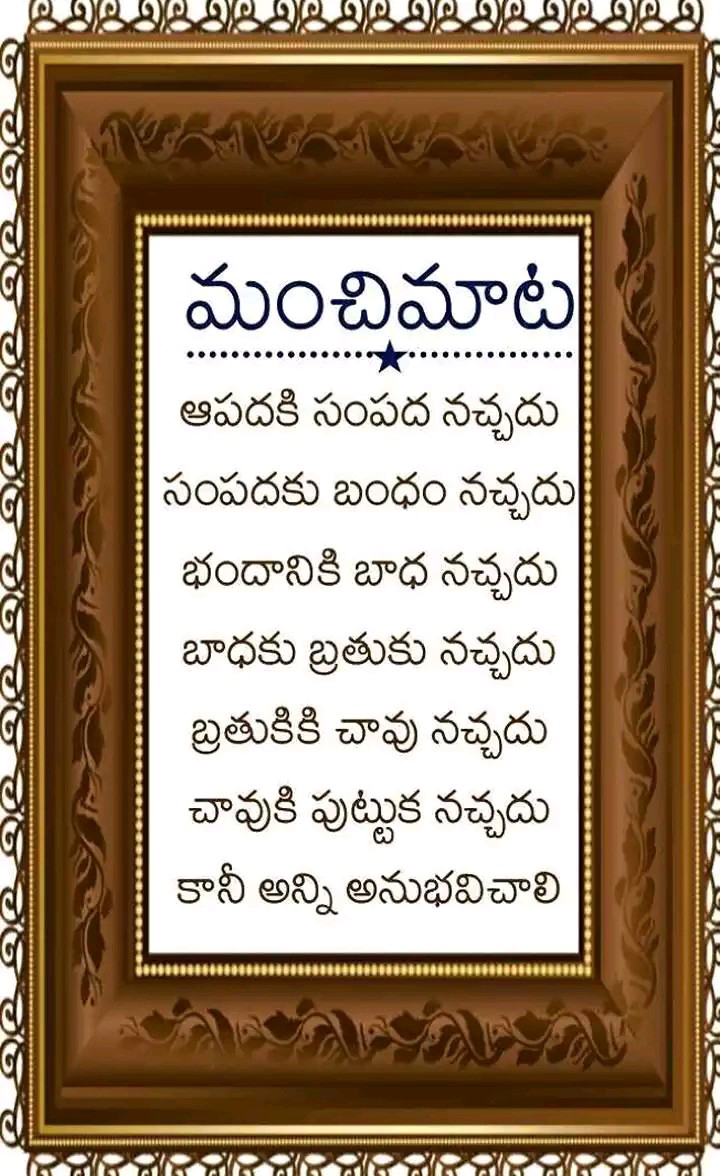 మంచిమాట
ఆపదకి సంపద నచ్చదు
సంపదకు బంధం నచ్చదు
భందానికి బాధ నచ్చదు
బాధకు బ్రతుకు నచ్చదు
బ్రతుకికి చావు నచ్చదు
చావుకి పుట్టుక నచ్చదు
కానీ అన్ని అనుభవిచాలి